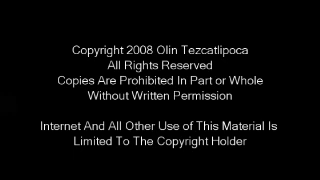 Copyright 2008 Olin Tezcatlipoca
All Rights Reserved
Copies Are Prohibited In Part or Whole
Without Written Permission
Internet And All Other Use of This Material Is
Limited To The Copyright Holder